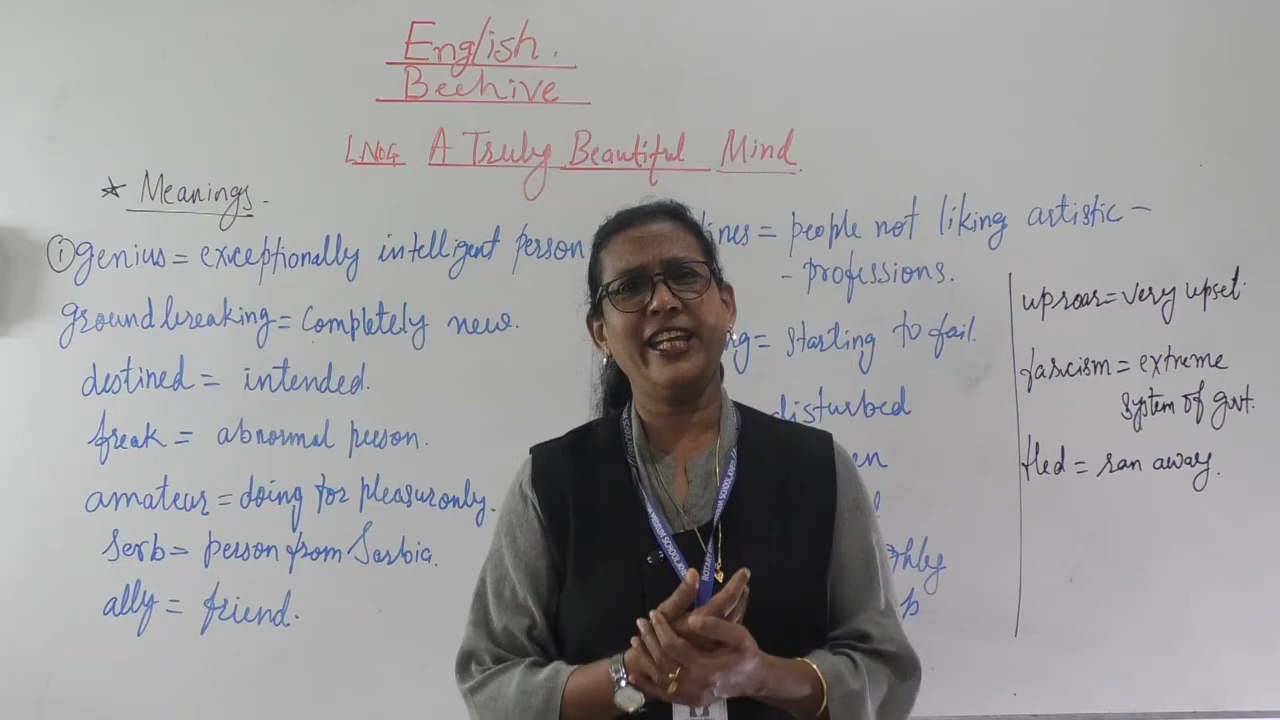 English.
Beehive
LNo4 A Truly Beautiful Mind.
* Meanings.
① genius = exceptionally intelligent person
ground breaking = completely new.
destined = intended.
freak = abnormal person.
amateur = doing for pleasure only.
Serb = person from Sarbia.
ally = friend.
= people not liking artistic -
- professions.
= starting to fail.
disturbed
uproar = very upset.
fascism = extreme
system of govt.
fled = ran away.